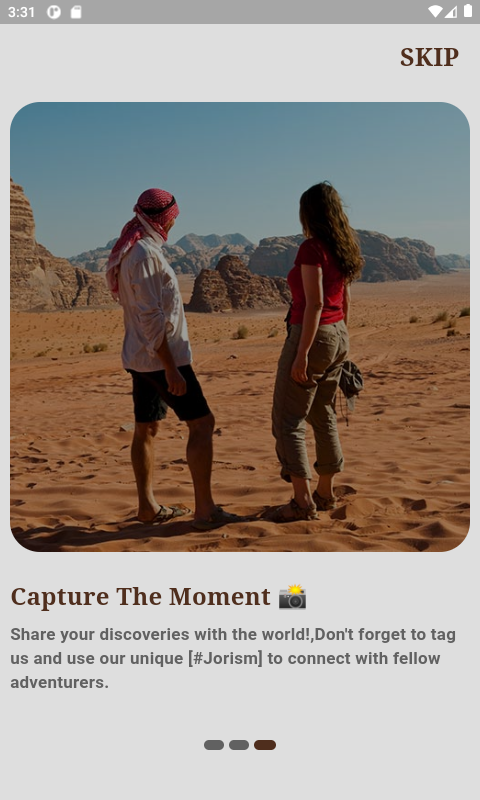 3:31
SKIP
Capture The Moment 📸
Share your discoveries with the world!,Don't forget to tag
us and use our unique [#Jorism] to connect with fellow
adventurers.